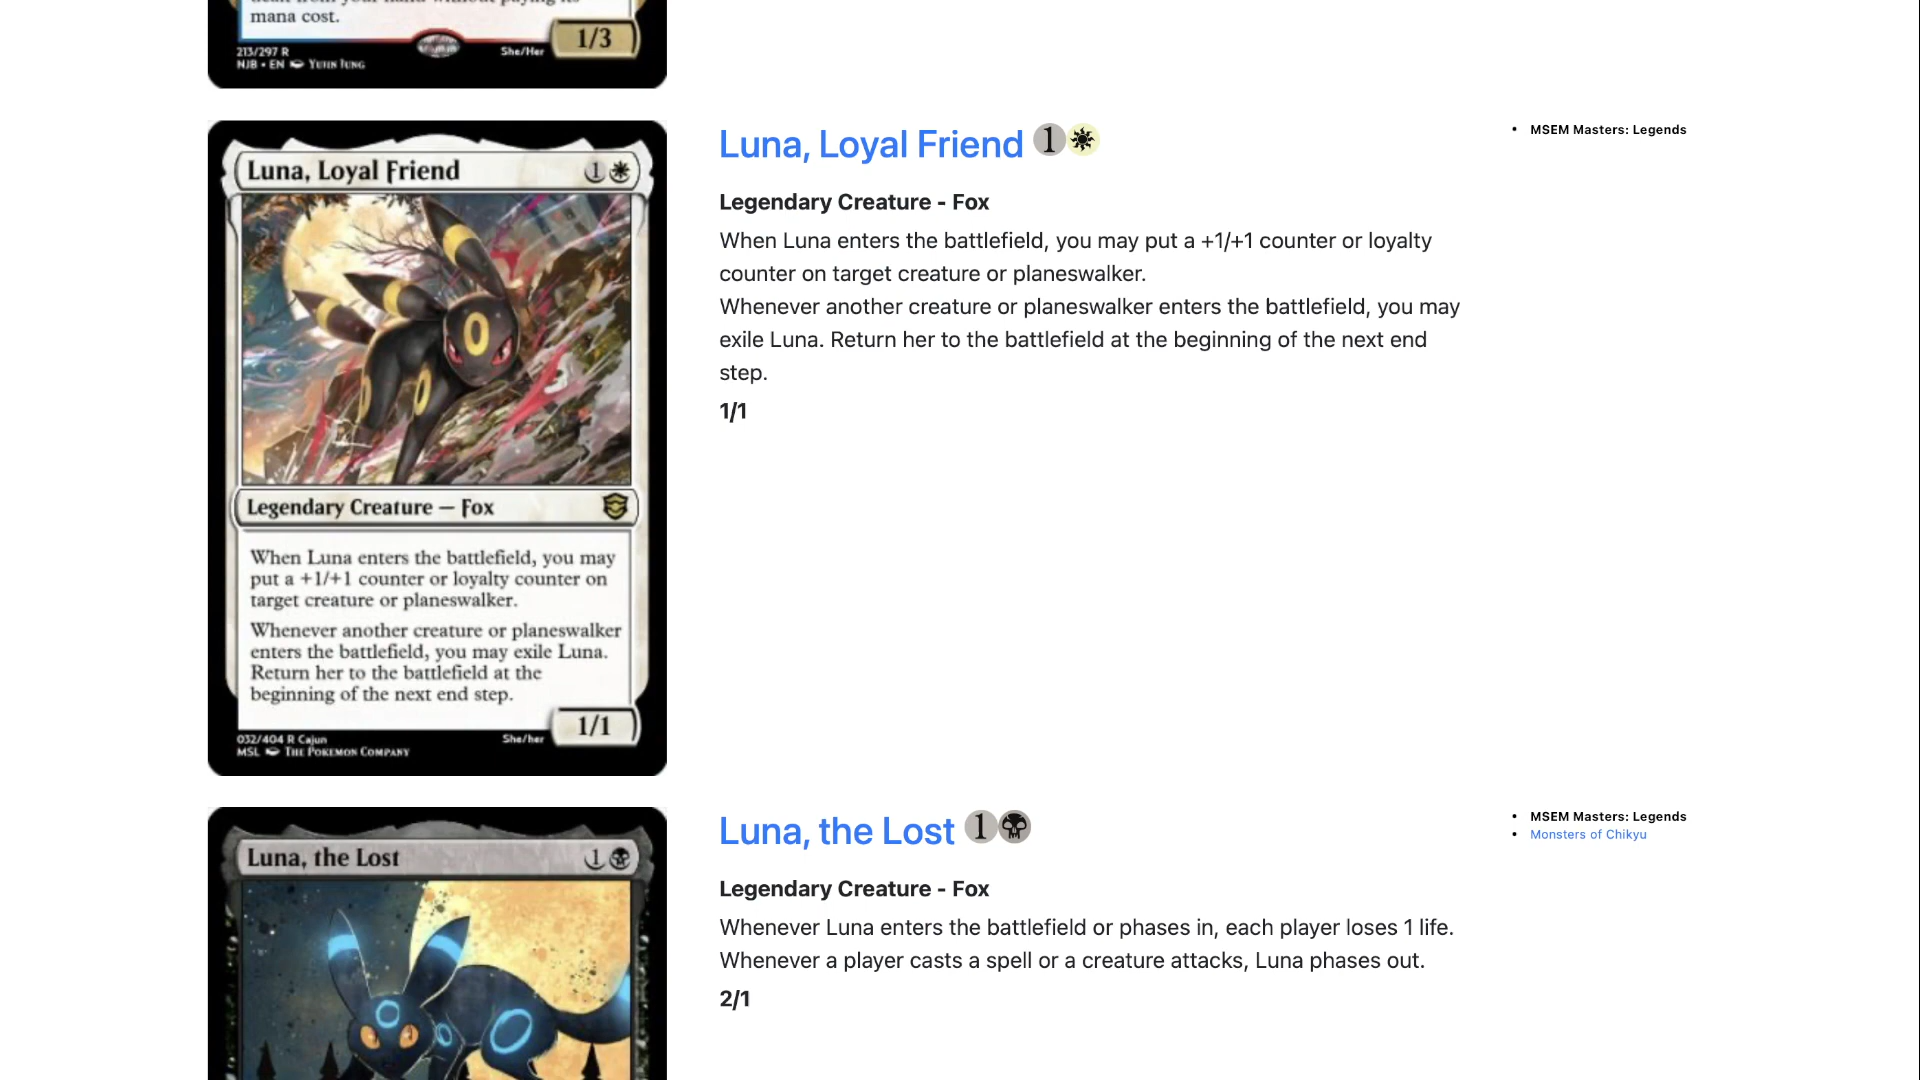 mana cost.
1/3
213/297 R
She/Her
NJB • EN Yujin Jung
Luna, Loyal Friend 1
Luna, Loyal Friend 1
Legendary Creature — Fox
When Luna enters the battlefield, you may
put a +1/+1 counter or loyalty counter on
target creature or planeswalker.
Whenever another creature or planeswalker
enters the battlefield, you may exile Luna.
Return her to the battlefield at the
beginning of the next end step.
1/1
032/404 R Cajun
She/her
MSL The Pokemon Company
Legendary Creature - Fox
When Luna enters the battlefield, you may put a +1/+1 counter or loyalty
counter on target creature or planeswalker.
Whenever another creature or planeswalker enters the battlefield, you may
exile Luna. Return her to the battlefield at the beginning of the next end
step.
1/1
• MSEM Masters: Legends
Luna, the Lost 1
Luna, the Lost 1
Legendary Creature - Fox
Whenever Luna enters the battlefield or phases in, each player loses 1 life.
Whenever a player casts a spell or a creature attacks, Luna phases out.
2/1
• MSEM Masters: Legends
• Monsters of Chikyu